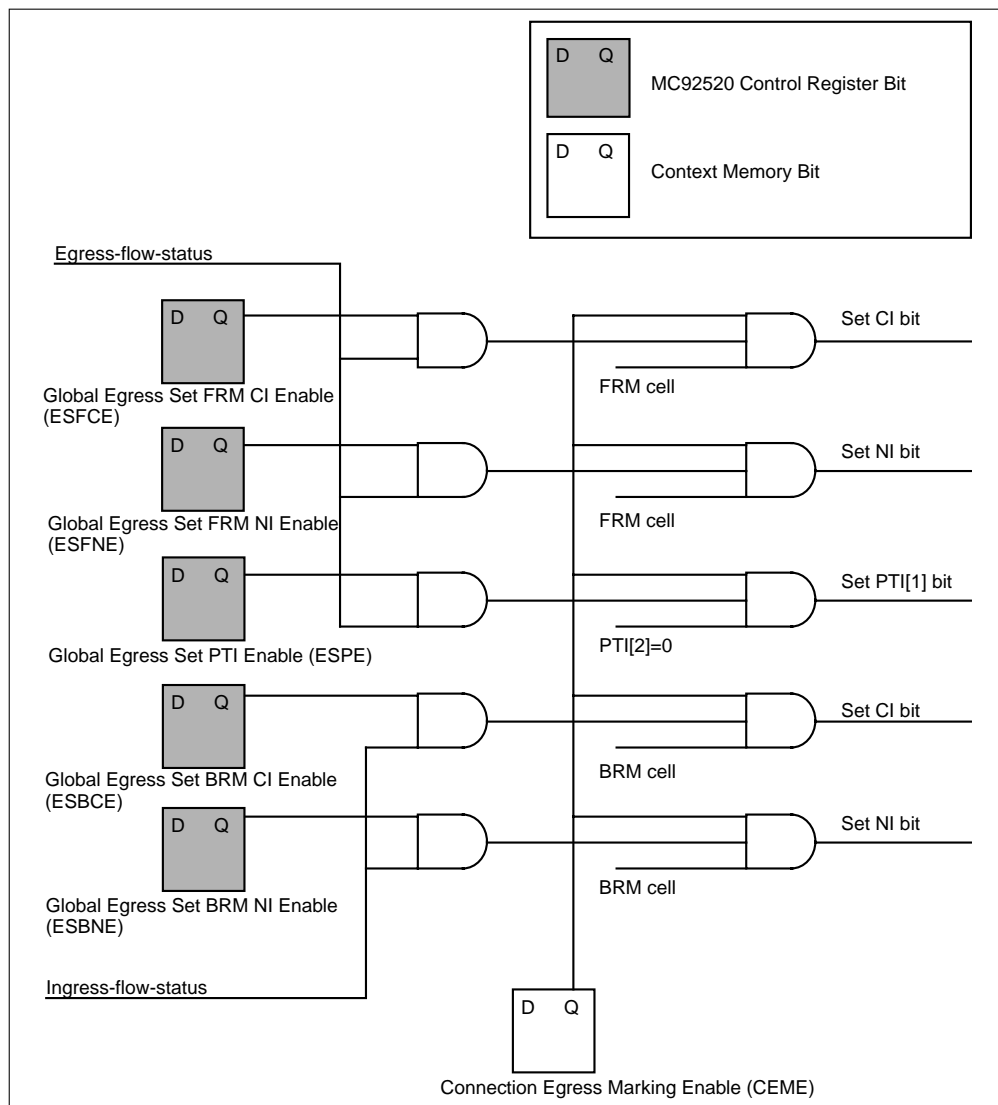 D Q
MC92520 Control Register Bit
D Q
Context Memory Bit
Egress-flow-status
D Q
Set CI bit
FRM cell
Global Egress Set FRM CI Enable
(ESFCE)
D Q
Set NI bit
FRM cell
Global Egress Set FRM NI Enable
(ESFNE)
D Q
Set PTI[1] bit
PTI[2]=0
Global Egress Set PTI Enable (ESPE)
D Q
Set CI bit
BRM cell
Global Egress Set BRM CI Enable
(ESBCE)
D Q
Set NI bit
BRM cell
Global Egress Set BRM NI Enable
(ESBNE)
Ingress-flow-status
D Q
Connection Egress Marking Enable (CEME)